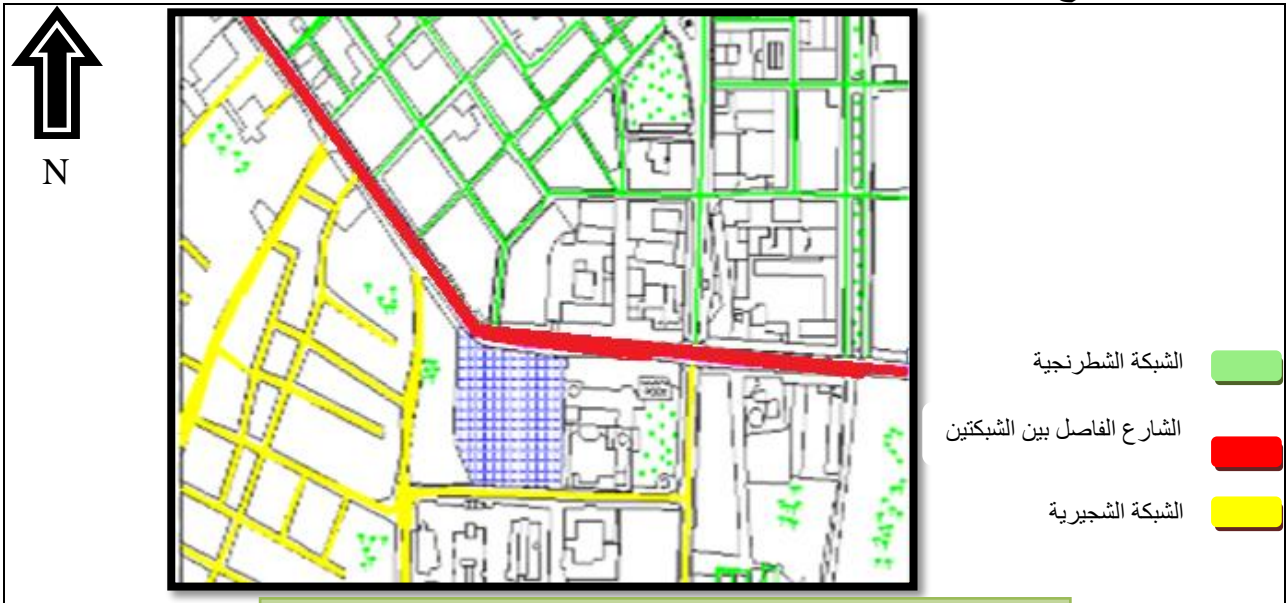 N
الشبكة الشطرنجية
الشارع الفاصل بين الشبكتين
الشبكة الشجيرية